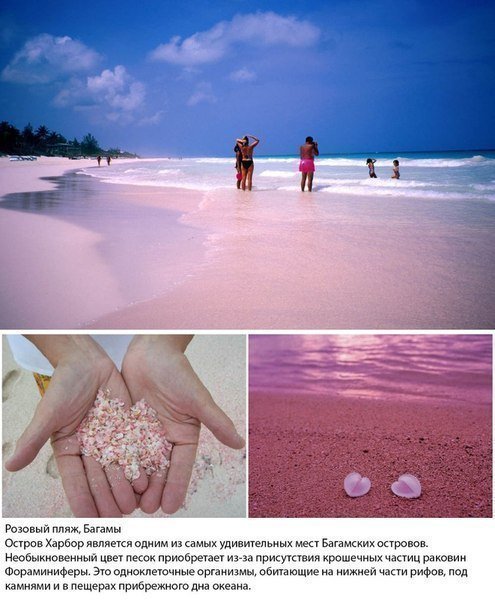 Розовый пляж, Багамы
Остров Харбор является одним из самых удивительных мест Багамских островов.
Необыкновенный цвет песок приобретает из-за присутствия крошечных частиц раковин
Фораминиферы. Это одноклеточные организмы, обитающие на нижней части рифов, под
камнями и в пещерах прибрежного дна океана.